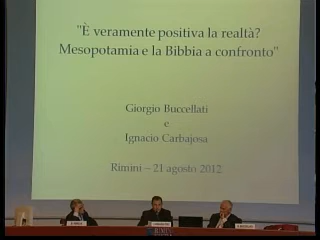 "È veramente positiva la realtà?
Mesopotamia e la Bibbia a confronto"
Giorgio Buccellati
e
Ignacio Carbajosa
Rimini – 21 agosto 2012